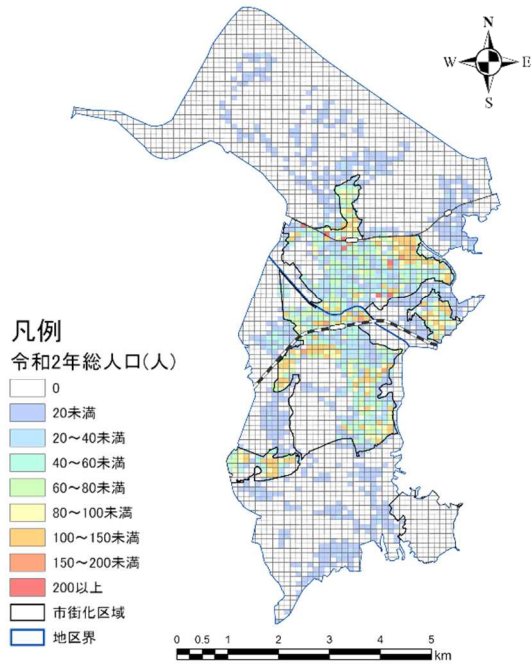 N
W E
S
凡例
令和2年総人口(人)
0
20未満
20～40未満
40～60未満
60～80未満
80～100未満
100～150未満
150～200未満
200以上
市街化区域
地区界
0 0.5 1 2 3 4 5
km